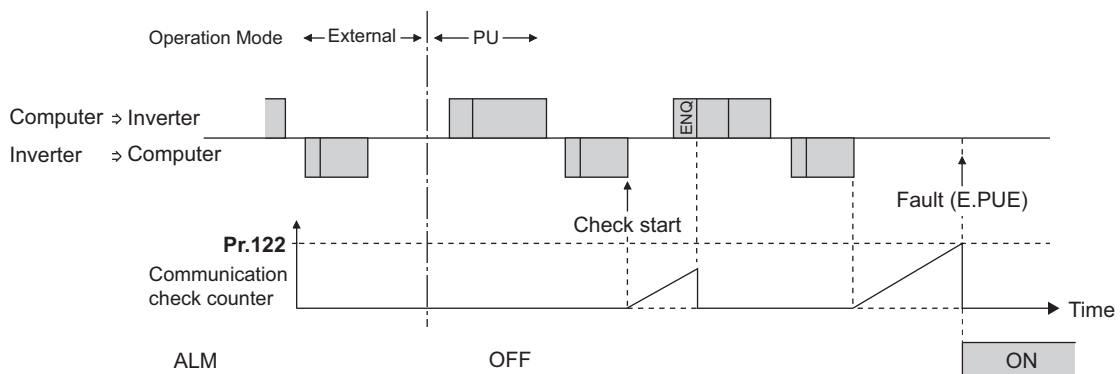 Operation Mode External PU
Computer ⇒ Inverter
ENQ
Inverter ⇒ Computer
Fault (E.PUE)
Check start
Pr.122
Communication
check counter
Time
ALM OFF ON